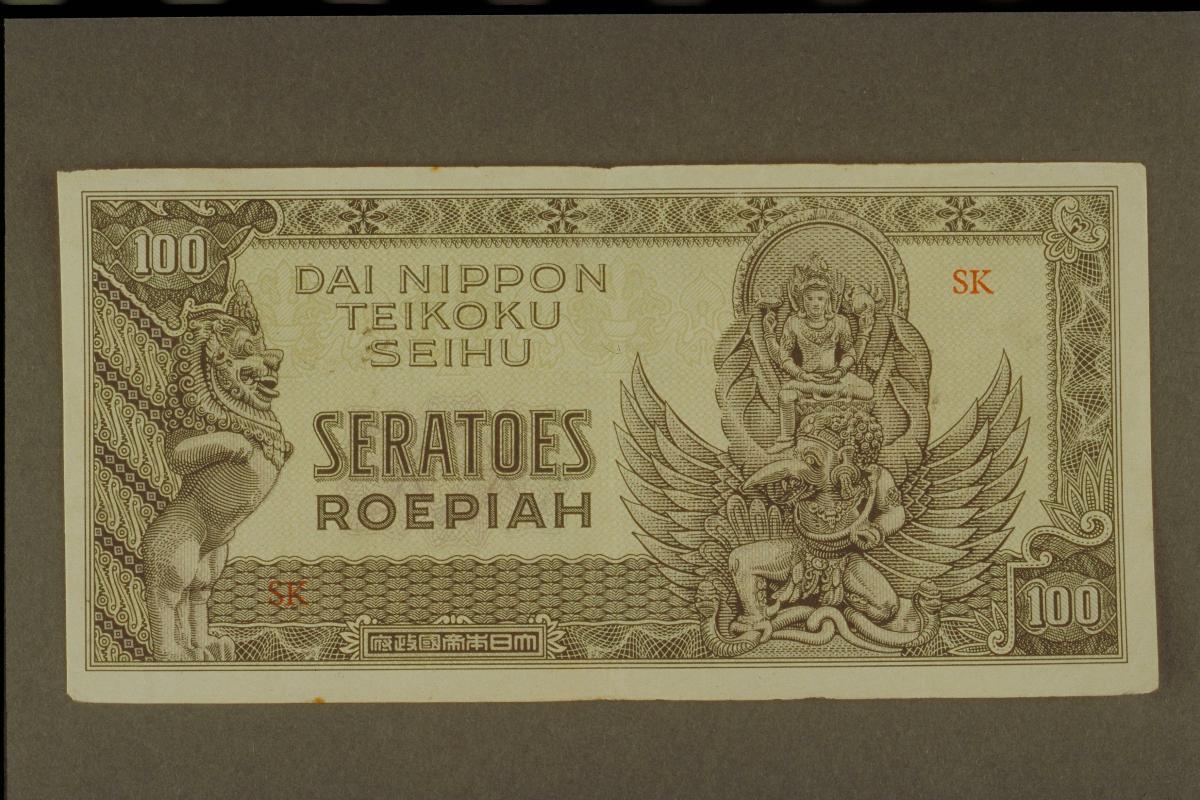 100
DAI NIPPON
TEIKOKU
SEIHU
SK
SERATOES
ROEPIAH
SK
府政國帝本日大
100